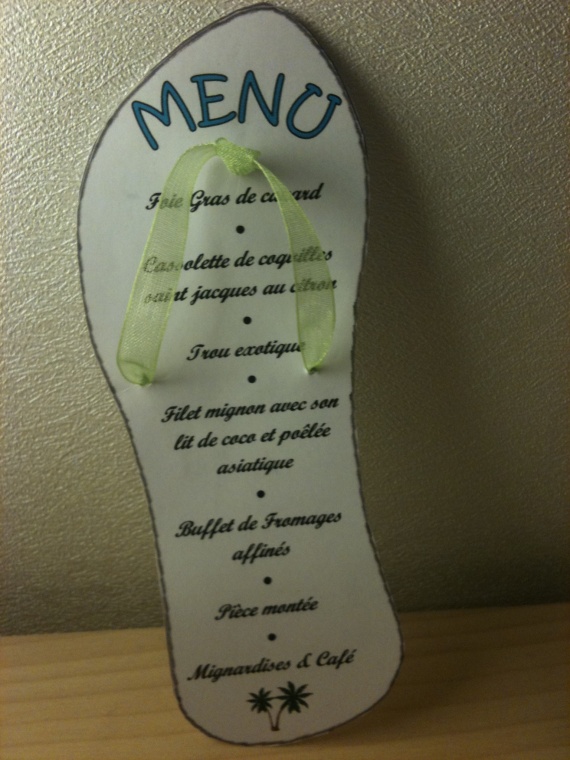 MENU
Foie Gras de canard
Cassolette de coquilles
saint jacques au citron
Trou exotique
Filet mignon avec son
lit de coco et poêlée
asiatique
Buffet de Fromages
affinés
Pièce montée
Mignardises & Café